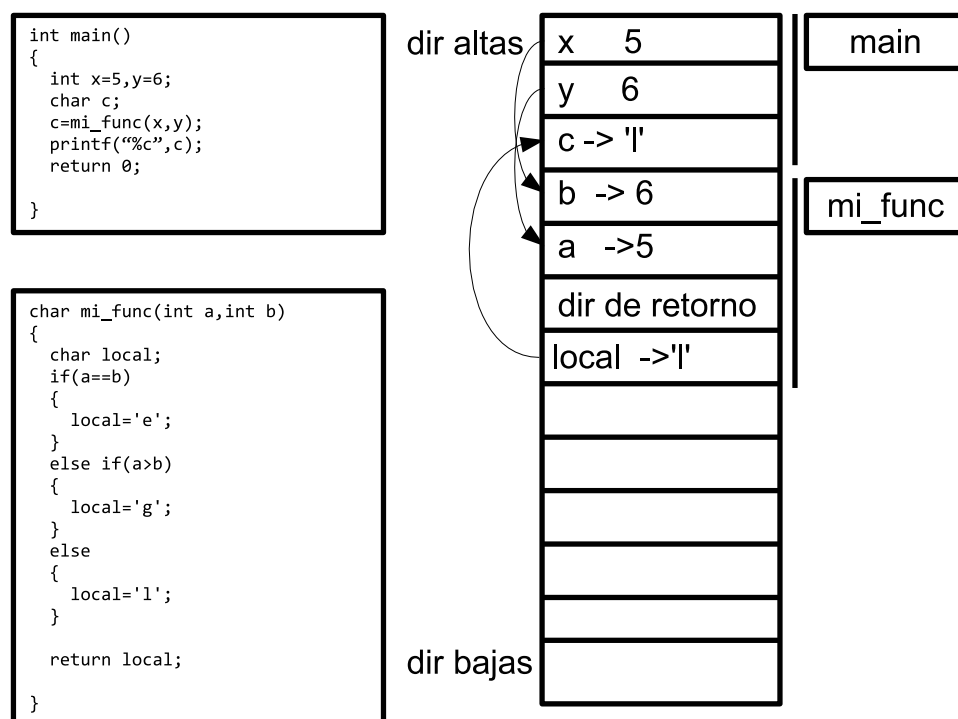 int main()
{
int x=5,y=6;
char c;
c=mi_func(x,y);
printf(“%c”,c);
return 0;
}
char mi_func(int a,int b)
{
char local;
if(a==b)
{
local='e';
}
else if(a>b)
{
local='g';
}
else
{
local='l';
}
return local;
}
dir altas
x 5
y 6
c -> 'l'
b -> 6
a ->5
dir de retorno
local ->'l'
dir bajas
main
mi_func